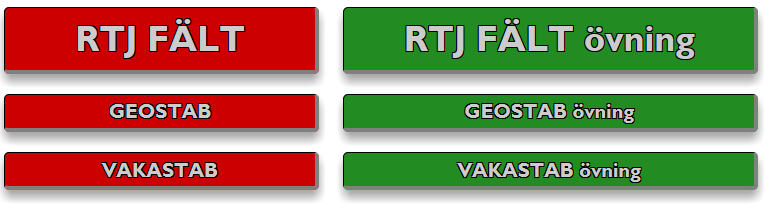 RTJ FÄLT
RTJ FÄLT övning
GEOSTAB
GEOSTAB övning
VAKASTAB
VAKASTAB övning